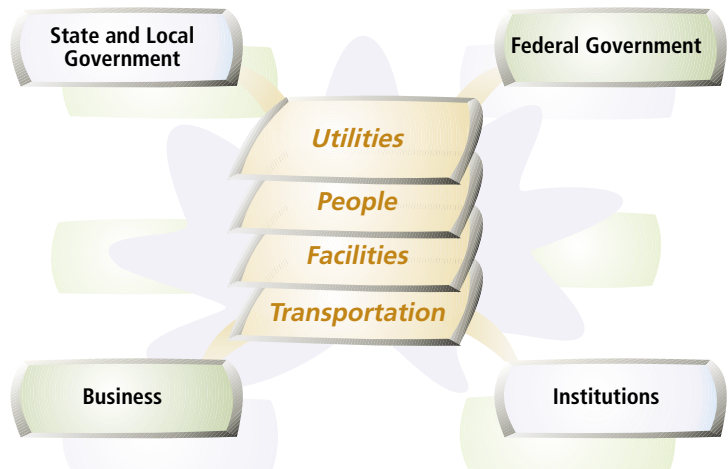 State and Local
Government
Federal Government
Utilities
People
Facilities
Transportation
Business
Institutions